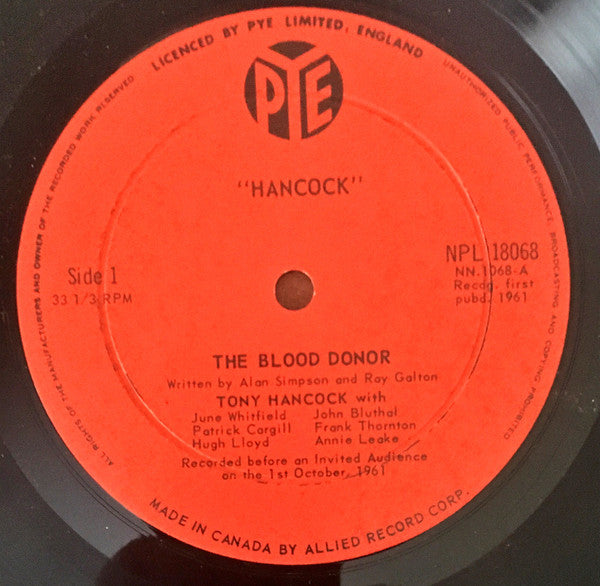 LICENCED BY PYE LIMITED, ENGLAND
UNAUTHORIZED PUBLIC PERFORMANCE, BROADCASTING AND COPYING PROHIBITED
ALL RIGHTS OF THE MANUFACTURERS AND OWNER OF THE RECORDED WORK RESERVED
PYE
"HANCOCK"
Side 1
33 1/3 RPM
NPL 18068
NN.1068-A
Recog. first
pubd. 1961
THE BLOOD DONOR
Written by Alan Simpson and Ray Galton
TONY HANCOCK with
June Whitfield John Bluthal
Patrick Cargill Frank Thornton
Hugh Lloyd Annie Leake
Recorded before an Invited Audience
on the 1st October, 1961
MADE IN CANADA BY ALLIED RECORD CORP.